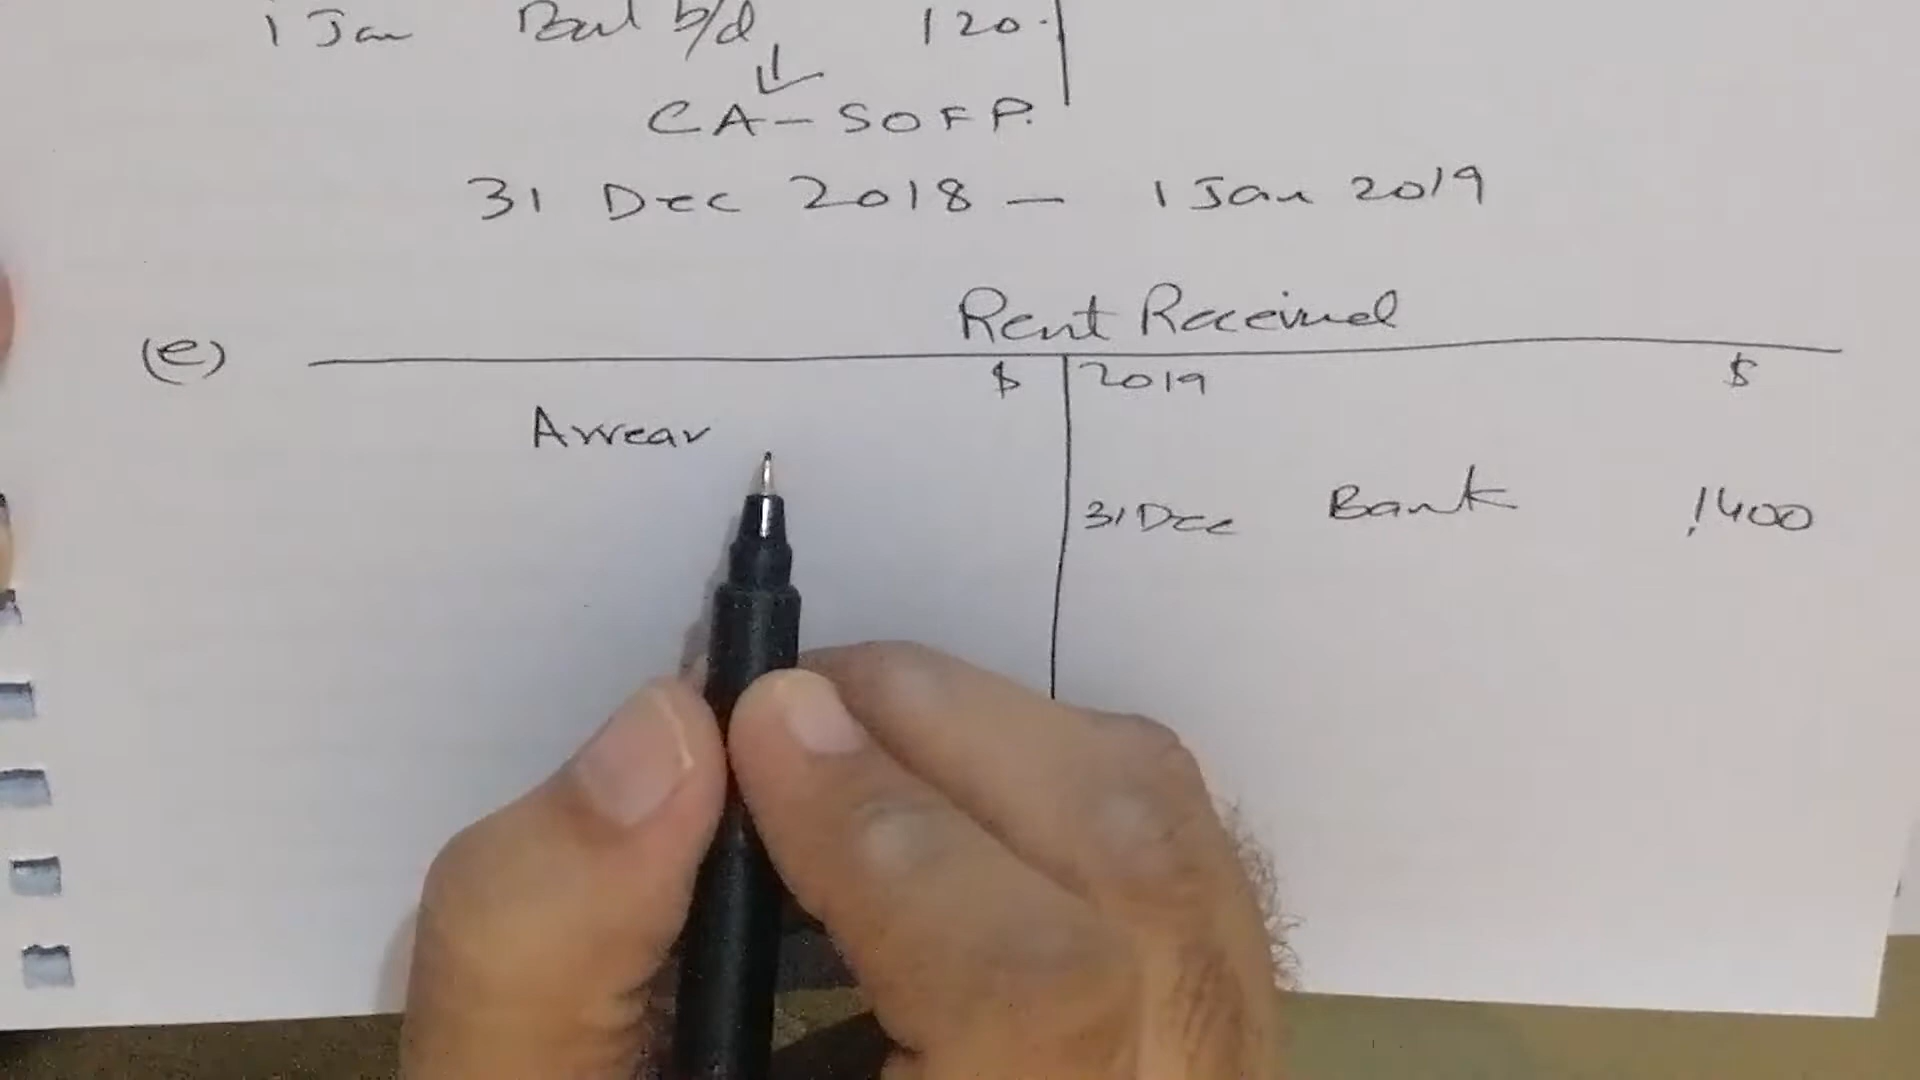 1 Jan Bal b/d 120.
CA - SOFP.
31 Dec 2018 - 1 Jan 2019
(e) Rent Received
$ 2019 $
Arrear
31 Dec Bank 1400